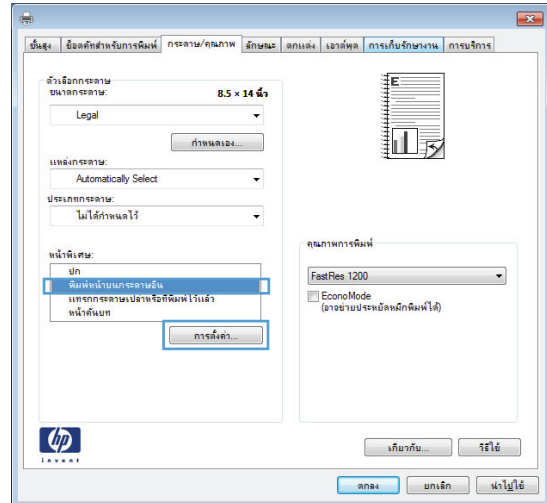 ขั้นสูง ช็อตคัทสำหรับการพิมพ์ กระดาษ/คุณภาพ ลักษณะ ตกแต่ง เอาต์พุต การเก็บรักษางาน การบริการ
ตัวเลือกกระดาษ
ขนาดกระดาษ: 8.5 × 14 นิ้ว
Legal
กำหนดเอง...
แหล่งกระดาษ:
Automatically Select
ประเภทกระดาษ:
ไม่ได้กำหนดไว้
หน้าพิเศษ:
ปก
พิมพ์หน้าบนกระดาษอื่น
แทรกกระดาษเปล่าหรือที่พิมพ์ไว้แล้ว
หน้าคั่นบท
การตั้งค่า...
E
คุณภาพการพิมพ์
FastRes 1200
EconoMode
(อาจช่วยประหยัดหมึกพิมพ์ได้)
hp
invent
เกี่ยวกับ... วิธีใช้
ตกลง ยกเลิก นำไปใช้